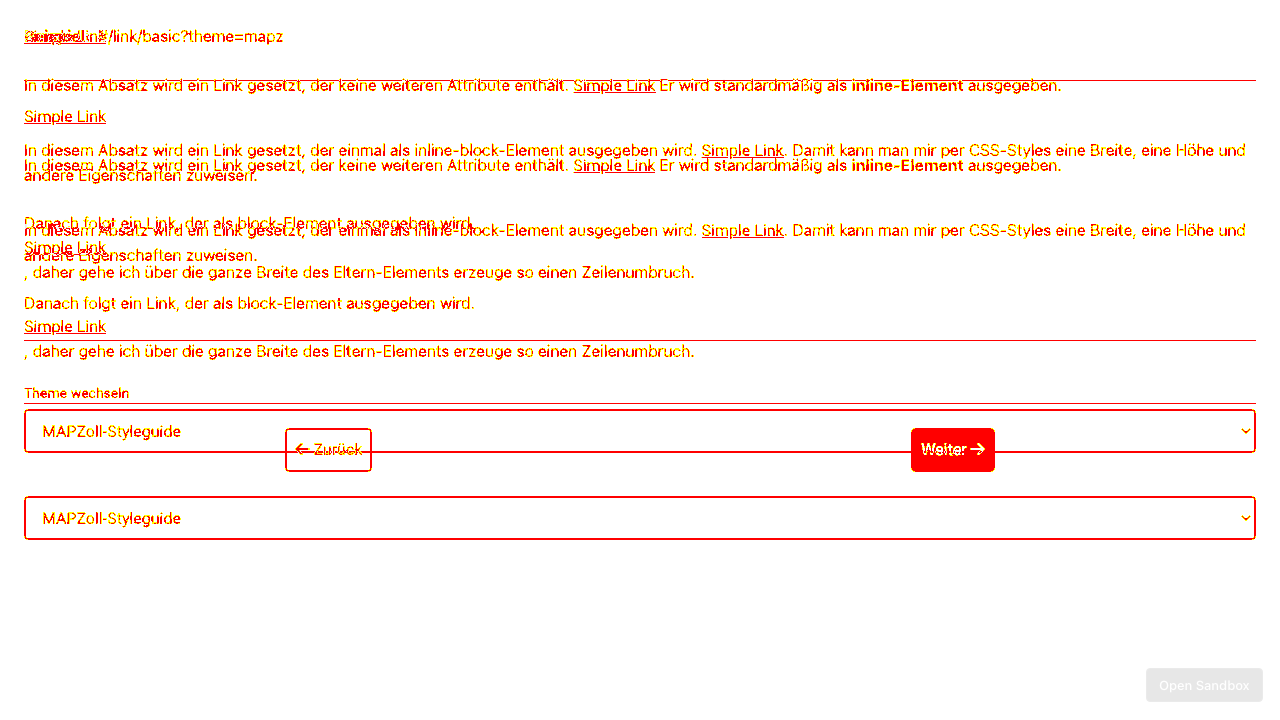 /link/basic?theme=mapz
In diesem Absatz wird ein Link gesetzt, der keine weiteren Attribute enthält. Simple Link Er wird standardmäßig als inline-Element ausgegeben.
Simple Link
In diesem Absatz wird ein Link gesetzt, der einmal als inline-block-Element ausgegeben wird. Simple Link. Damit kann man mir per CSS-Styles eine Breite, eine Höhe und
In diesem Absatz wird ein Link gesetzt, der keine weiteren Attribute enthält. Simple Link Er wird standardmäßig als inline-Element ausgegeben.
andere Eigenschaften zuweisen.
Danach folgt ein Link, der als block-Element ausgegeben wird.
In diesem Absatz wird ein Link gesetzt, der einmal als inline-block-Element ausgegeben wird. Simple Link. Damit kann man mir per CSS-Styles eine Breite, eine Höhe und
Simple Link
andere Eigenschaften zuweisen.
, daher gehe ich über die ganze Breite des Eltern-Elements erzeuge so einen Zeilenumbruch.
Danach folgt ein Link, der als block-Element ausgegeben wird.
Simple Link
, daher gehe ich über die ganze Breite des Eltern-Elements erzeuge so einen Zeilenumbruch.
Theme wechseln
MAPZoll-Styleguide
← Zurück
Weiter →
MAPZoll-Styleguide
Open Sandbox